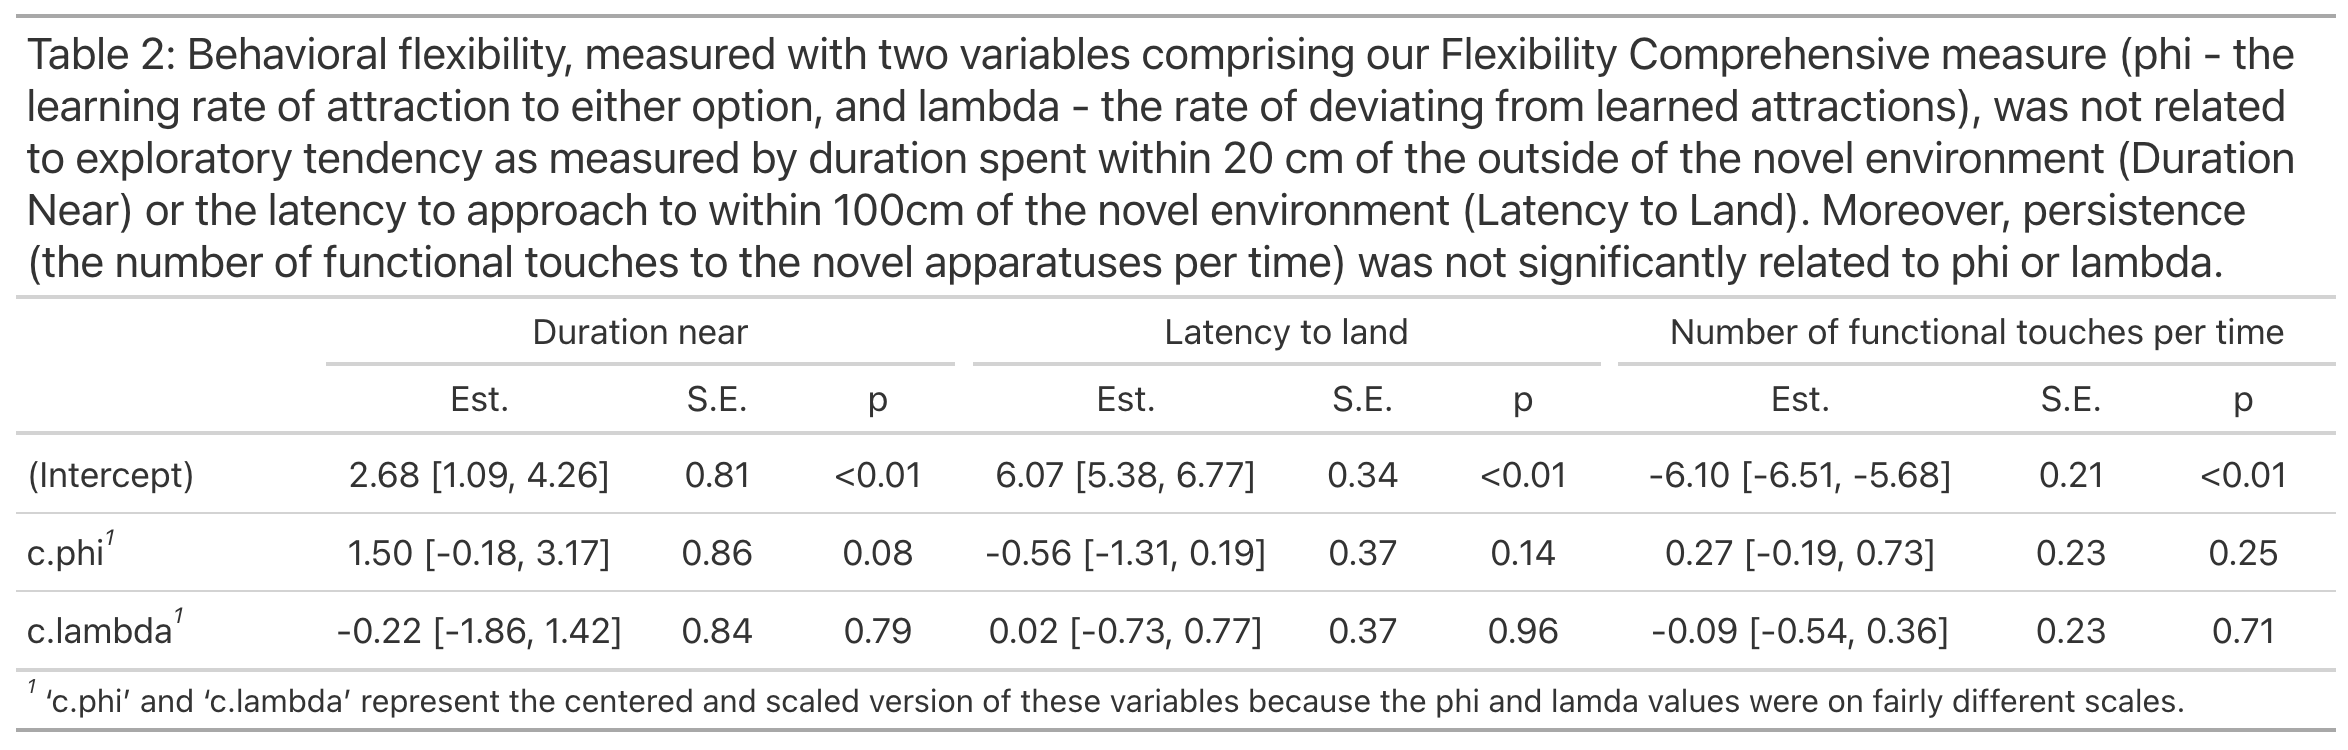 Table 2: Behavioral flexibility, measured with two variables comprising our Flexibility Comprehensive measure (phi - the
learning rate of attraction to either option, and lambda - the rate of deviating from learned attractions), was not related
to exploratory tendency as measured by duration spent within 20 cm of the outside of the novel environment (Duration
Near) or the latency to approach to within 100cm of the novel environment (Latency to Land). Moreover, persistence
(the number of functional touches to the novel apparatuses per time) was not significantly related to phi or lambda.
Duration near Latency to land Number of functional touches per time
Est. S.E. p Est. S.E. p Est. S.E. p
(Intercept) 2.68 [1.09, 4.26] 0.81 <0.01 6.07 [5.38, 6.77] 0.34 <0.01 -6.10 [-6.51, -5.68] 0.21 <0.01
c.phi1 1.50 [-0.18, 3.17] 0.86 0.08 -0.56 [-1.31, 0.19] 0.37 0.14 0.27 [-0.19, 0.73] 0.23 0.25
c.lambda1 -0.22 [-1.86, 1.42] 0.84 0.79 0.02 [-0.73, 0.77] 0.37 0.96 -0.09 [-0.54, 0.36] 0.23 0.71
1 ‘c.phi’ and ‘c.lambda’ represent the centered and scaled version of these variables because the phi and lamda values were on fairly different scales.